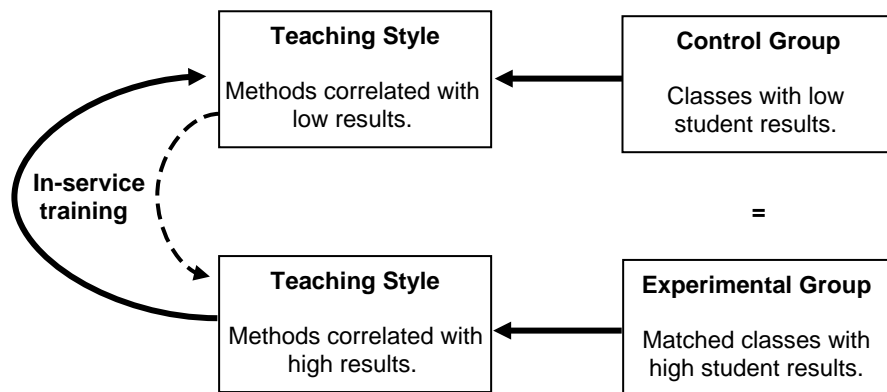 Teaching Style
Methods correlated with
low results.
Control Group
Classes with low
student results.
In-service
training
=
Teaching Style
Methods correlated with
high results.
Experimental Group
Matched classes with
high student results.